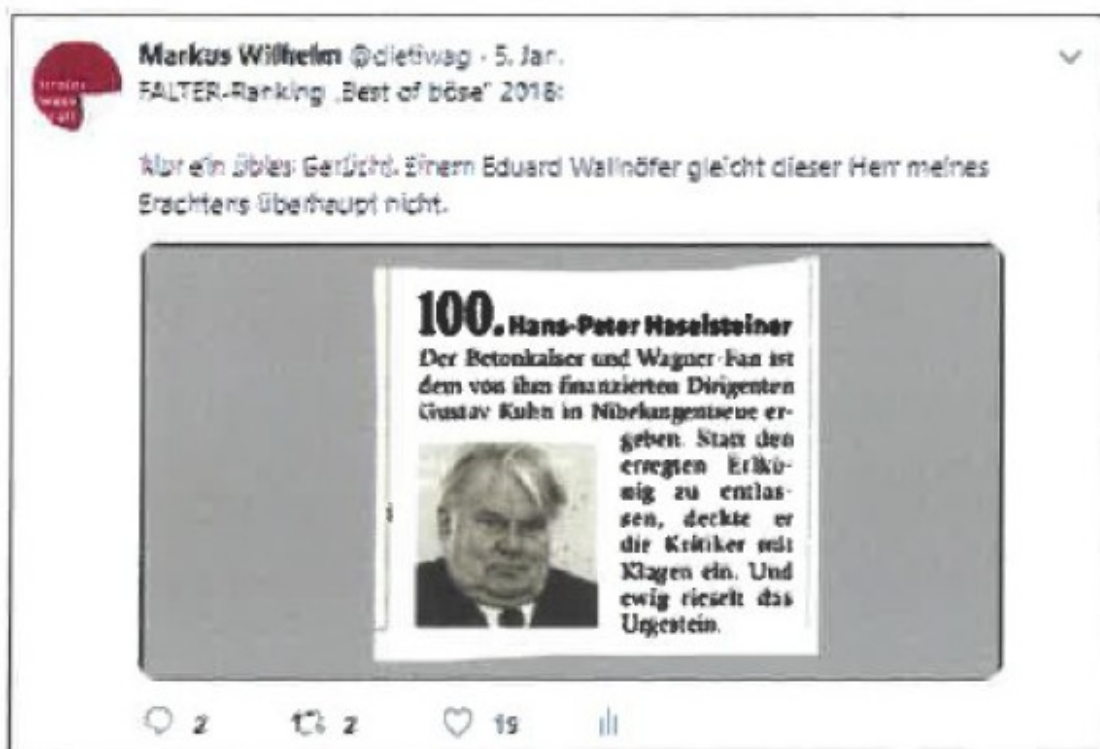 Markus Wilhelm @dietiwag · 5. Jan.
FALTER-Ranking „Best of böse" 2018:
Nur ein übles Gerücht. Einem Eduard Wallnöfer gleicht dieser Herr meines
Erachtens überhaupt nicht.
100. Hans-Peter Haselsteiner
Der Betonkaiser und Wagner-Fan ist
dem von ihm finanzierten Dirigenten
Gustav Kuhn in Nibelungentreue er-
geben. Statt den
erregten Erlkö-
nig zu entlas-
sen, deckte er
die Kritiker mit
Klagen ein. Und
ewig rieselt das
Urgestein.
2 2 19